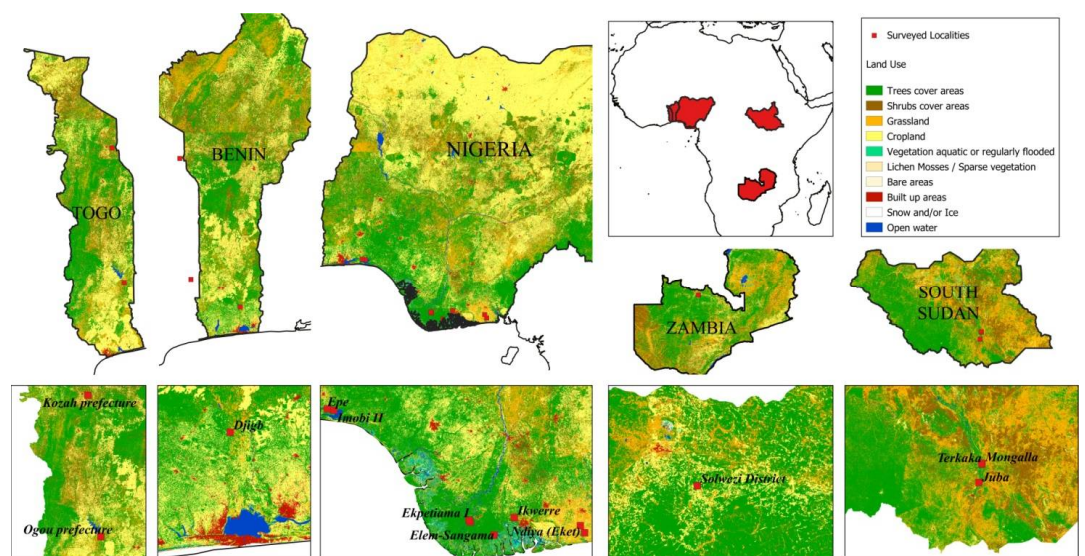 TOGO
BENIN
NIGERIA
Surveyed Localities
Land Use
Trees cover areas
Shrubs cover areas
Grassland
Cropland
Vegetation aquatic or regularly flooded
Lichen Mosses / Sparse vegetation
Bare areas
Built up areas
Snow and/or Ice
Open water
ZAMBIA
SOUTH
SUDAN
Kozah prefecture
Ogou prefecture
Djigb
Epe
Imobi II
Ekpetiama I
Ikwerre
Elem-Sangama
Ndiya (Eket)
Solwezi District
Terkaka
Mongalla
Juba